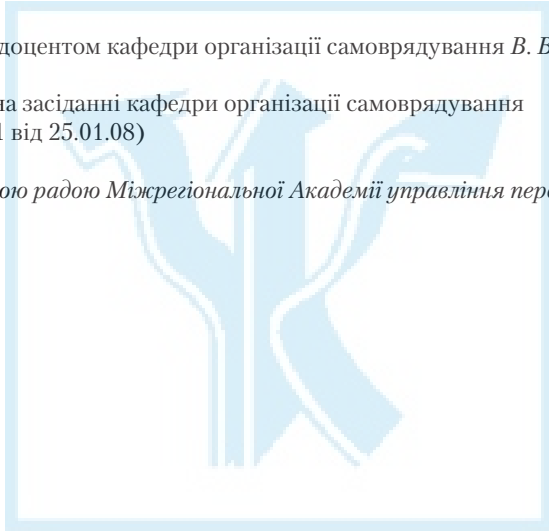 доцентом кафедри організації самоврядування В. В
на засіданні кафедри організації самоврядування
від 25.01.08)
ою радою Міжрегіональної Академії управління пер